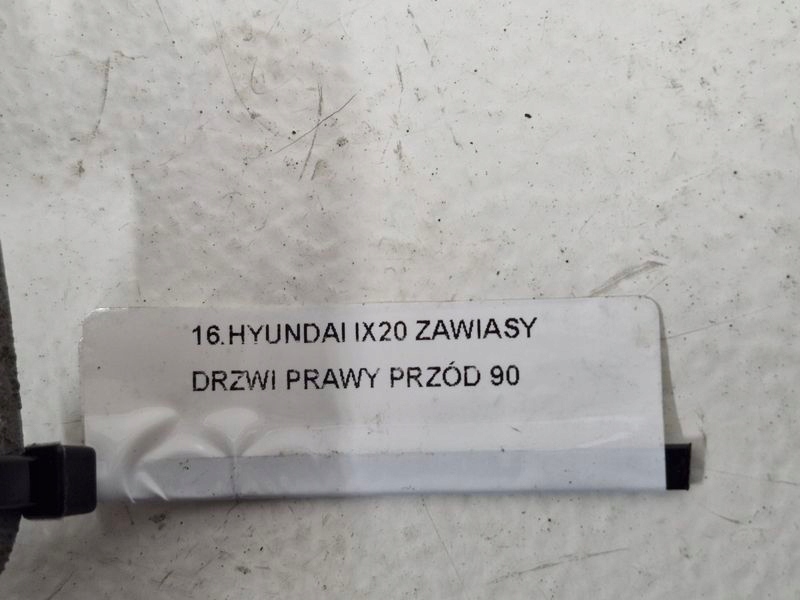 16.HYUNDAI IX20 ZAWIASY
DRZWI PRAWY PRZÓD 90